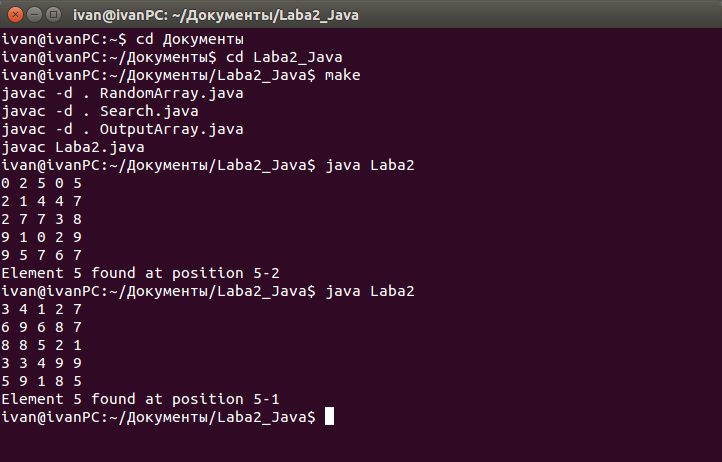 ivan@ivanPC: ~/Документы/Laba2_Java
ivan@ivanPC:~$ cd Документы
ivan@ivanPC:~/Документы$ cd Laba2_Java
ivan@ivanPC:~/Документы/Laba2_Java$ make
javac -d . RandomArray.java
javac -d . Search.java
javac -d . OutputArray.java
javac Laba2.java
ivan@ivanPC:~/Документы/Laba2_Java$ java Laba2
0 2 5 0 5
2 1 4 4 7
2 7 7 3 8
9 1 0 2 9
9 5 7 6 7
Element 5 found at position 5-2
ivan@ivanPC:~/Документы/Laba2_Java$ java Laba2
3 4 1 2 7
6 9 6 8 7
8 8 5 2 1
3 3 4 9 9
5 9 1 8 5
Element 5 found at position 5-1
ivan@ivanPC:~/Документы/Laba2_Java$